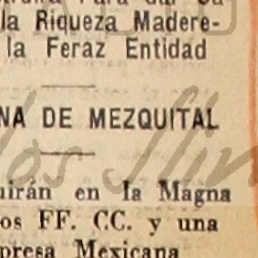 la Riqueza Madere-
la Feraz Entidad
NA DE MEZQUITAL
uirán en la Magna
os FF. CC. y una
presa Mexicana